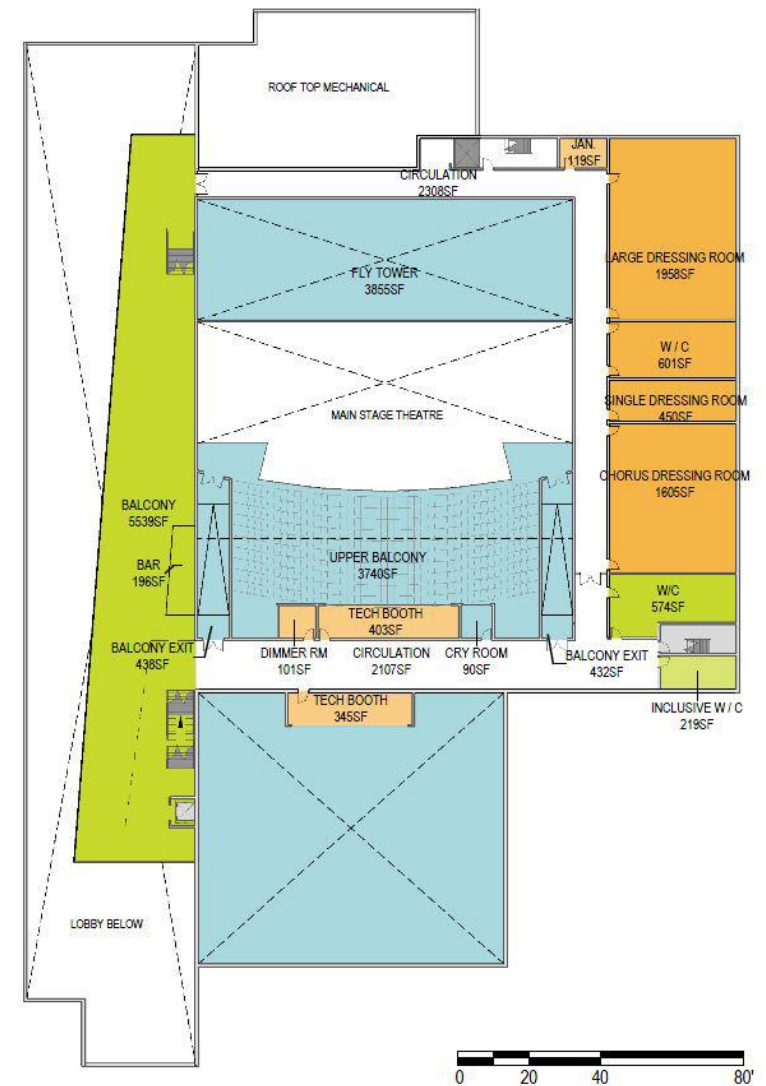 ROOF TOP MECHANICAL
JAN.
119SF
CIRCULATION
2308SF
LARGE DRESSING ROOM
1958SF
FLY TOWER
3855SF
W / C
601SF
SINGLE DRESSING ROOM
450SF
MAIN STAGE THEATRE
CHORUS DRESSING ROOM
1605SF
BALCONY
5539SF
BAR
196SF
UPPER BALCONY
3740SF
W/C
574SF
TECH BOOTH
403SF
BALCONY EXIT
438SF
DIMMER RM
101SF
CIRCULATION
2107SF
CRY ROOM
90SF
BALCONY EXIT
432SF
INCLUSIVE W / C
219SF
TECH BOOTH
345SF
LOBBY BELOW
0 20 40 80'